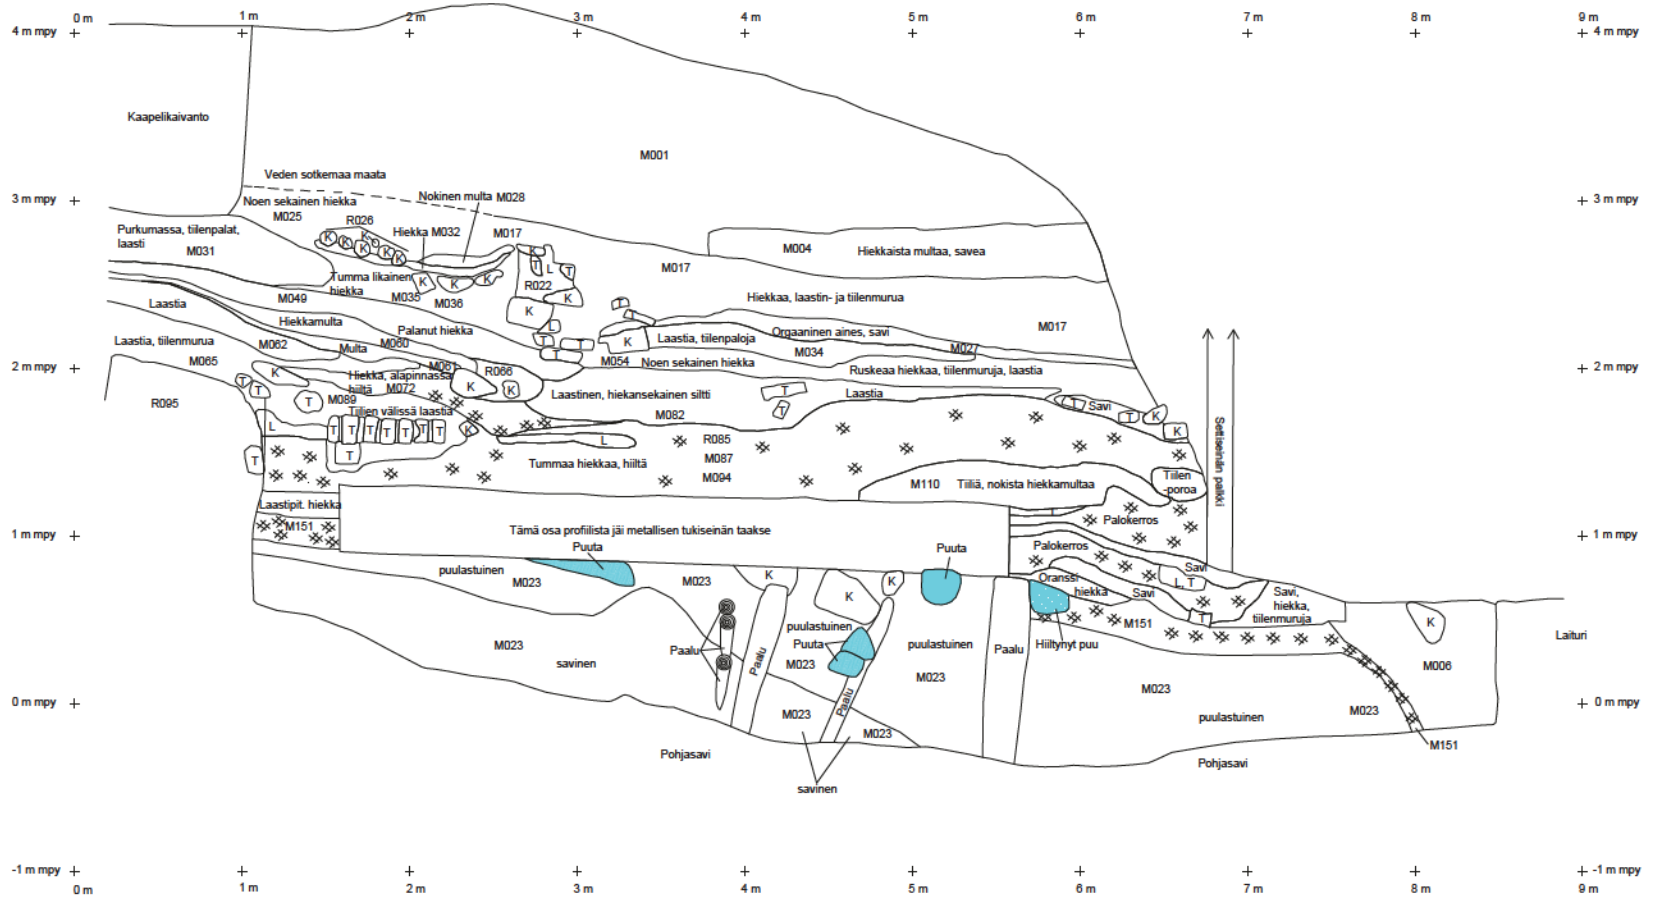 0 m 1 m 2 m 3 m 4 m 5 m 6 m 7 m 8 m 9 m
4 m mpy 4 m mpy
Kaapelikaivanto
M001
Veden sotkemaa maata
Nokinen multa M028
3 m mpy 3 m mpy
Noen sekainen hiekka
M025
R026
Purkumassa, tiilenpalat,
laasti
M031
Hiekka M032
M017
M004
Hiekkaista multaa, savea
K K K K K K
K
T L T
M017
Tumma likainen
hiekka
K K K
R022
M049
M035
M036
K
Hiekkaa, laastin- ja tiilenmurua
Laastia
T
K
T
Hiekkamulta
Palanut hiekka
L
Orgaaninen aines, savi
M017
Laastia, tiilenmurua
M062
Multa
M060
T T
K
Laastia, tiilenpaloja
M034
M027
M065
T
M054
Noen sekainen hiekka
2 m mpy 2 m mpy
K
M061
R066
Ruskeaa hiekkaa, tiilenmuruja, laastia
Hiekka, alapinnassa
hiiltä
M072
T T
K K
Laastinen, hiekansekainen siltti
T
Laastia
R095
T
M089
Tiilien välissä laastia
M082
T
T Savi
T K
L
T T T T T T T
K
L
R085
K
T
T
Tummaa hiekkaa, hiiltä
M087
M094
M110
Tiiliä, nokista hiekkamultaa
Tiilen
-poroa
Settiseinän palkki
Laastipit. hiekka
M151
Palokerros
1 m mpy 1 m mpy
Tämä osa profiilista jäi metallisen tukiseinän taakse
Puuta
Puuta
Palokerros
puulastuinen
M023
M023
K
K
K
Oranssi
hiekka
Savi
Savi
L, T
T
Savi,
hiekka,
tiilenmuruja
puulastuinen
M151
K
M023
savinen
Paalu
Paalu
Puuta
M023
puulastuinen
M023
Paalu
Hiiltynyt puu
Laituri
M006
M023
Paalu
0 m mpy 0 m mpy
M023
M023
puulastuinen
M023
M023
M151
Pohjasavi
Pohjasavi
savinen
-1 m mpy -1 m mpy
0 m 1 m 2 m 3 m 4 m 5 m 6 m 7 m 8 m 9 m